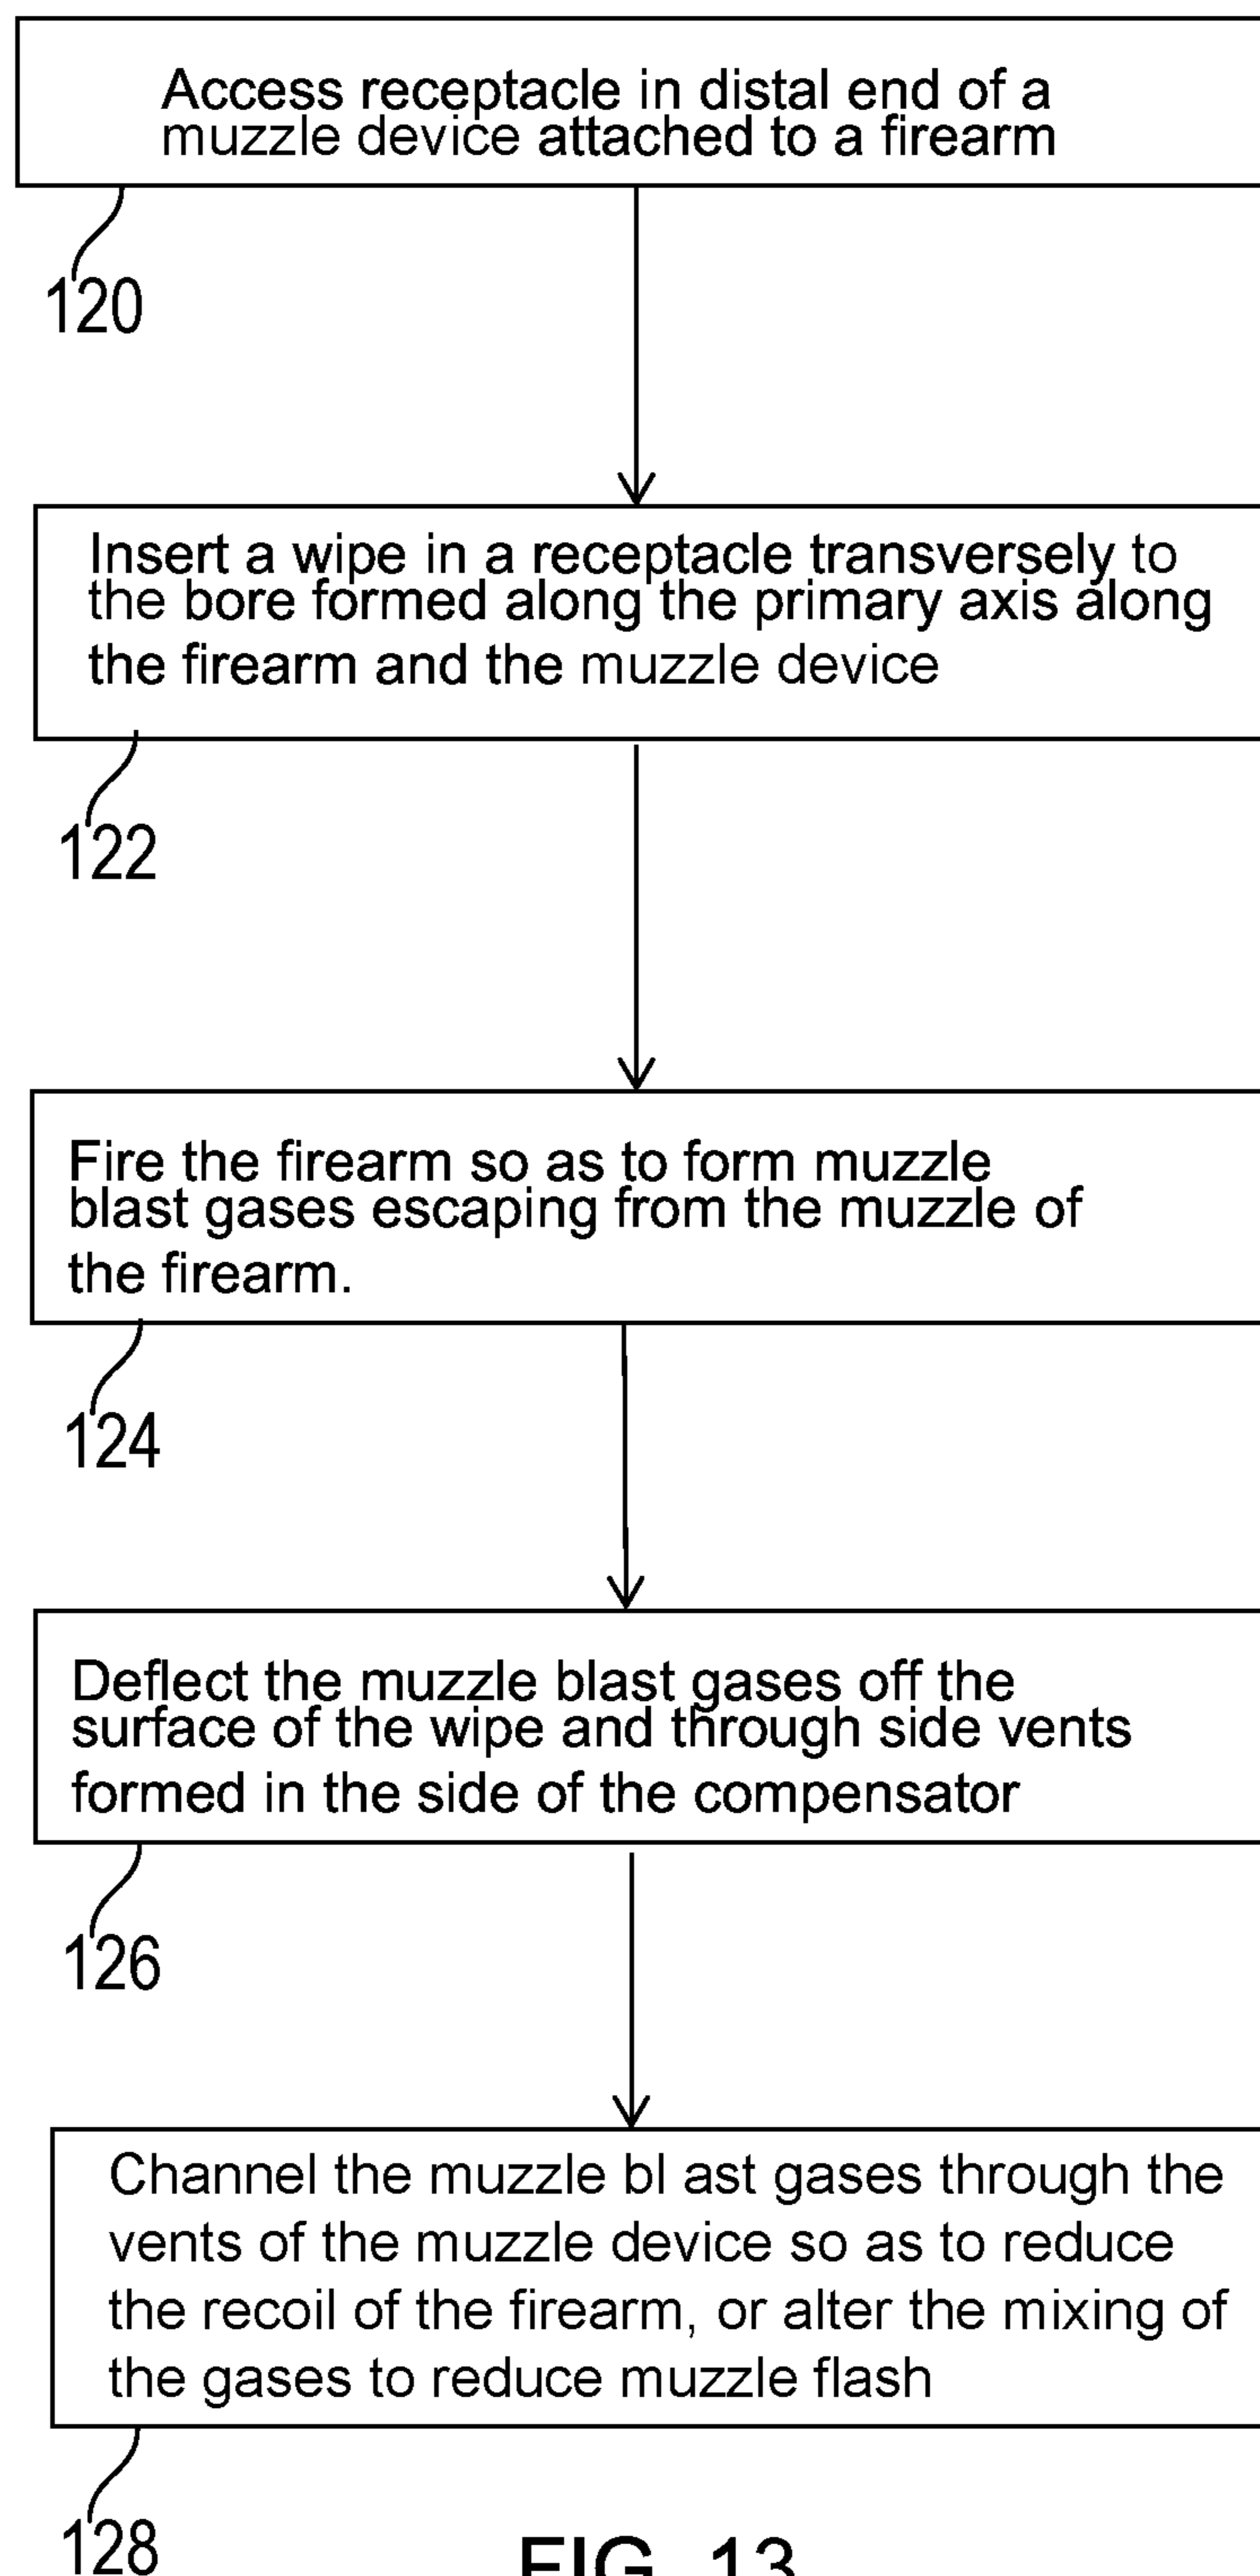 Access receptacle in distal end of a
muzzle device attached to a firearm
120
Insert a wipe in a receptacle transversely to
the bore formed along the primary axis along
the firearm and the muzzle device
122
Fire the firearm so as to form muzzle
blast gases escaping from the muzzle of
the firearm.
124
Deflect the muzzle blast gases off the
surface of the wipe and through side vents
formed in the side of the compensator
126
Channel the muzzle bl ast gases through the
vents of the muzzle device so as to reduce
the recoil of the firearm, or alter the mixing of
the gases to reduce muzzle flash
128
FIG. 13